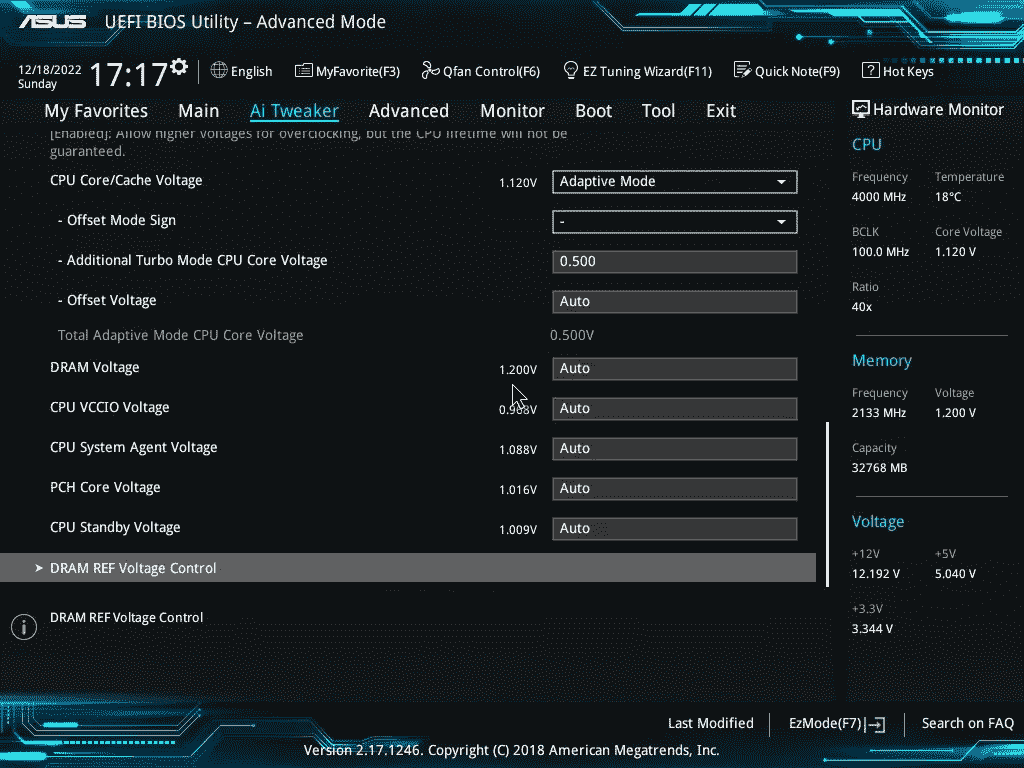 ASUS UEFI BIOS Utility – Advanced Mode
12/18/2022
Sunday
17:17
English MyFavorite(F3) Qfan Control(F6) EZ Tuning Wizard(F11) Quick Note(F9) ? Hot Keys
My Favorites Main Ai Tweaker Advanced Monitor Boot Tool Exit
[Enabled]: Allow higher voltages for overclocking, but the CPU lifetime will not be
guaranteed.
CPU Core/Cache Voltage 1.120V Adaptive Mode
- Offset Mode Sign -
- Additional Turbo Mode CPU Core Voltage 0.500
- Offset Voltage Auto
Total Adaptive Mode CPU Core Voltage 0.500V
DRAM Voltage 1.200V Auto
CPU VCCIO Voltage Auto
CPU System Agent Voltage 1.088V Auto
PCH Core Voltage 1.016V Auto
CPU Standby Voltage 1.009V Auto
DRAM REF Voltage Control
DRAM REF Voltage Control
Hardware Monitor
CPU
Frequency Temperature
4000 MHz 18°C
BCLK Core Voltage
100.0 MHz 1.120 V
Ratio
40x
Memory
Frequency Voltage
2133 MHz 1.200 V
Capacity
32768 MB
Voltage
+12V +5V
12.192 V 5.040 V
+3.3V
3.344 V
Last Modified EzMode(F7) Search on FAQ
Version 2.17.1246. Copyright (C) 2018 American Megatrends, Inc.